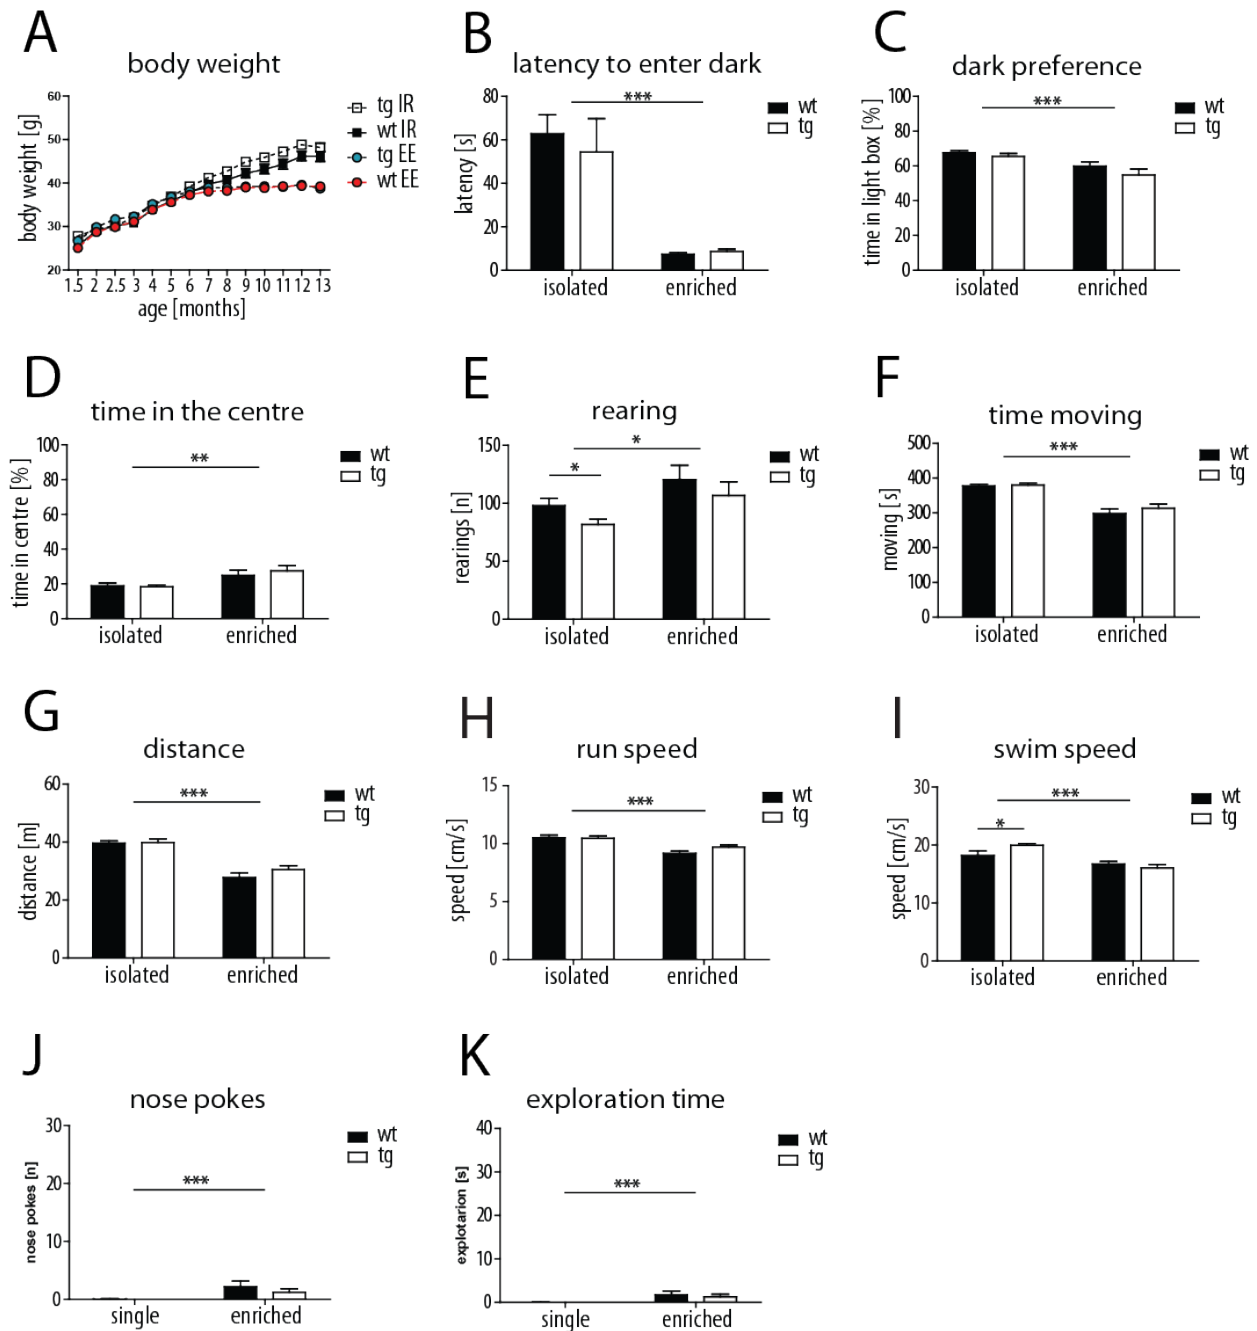 A
body weight
body weight [g]
60
50
40
30
20
1.5 2 2.5 3 4 5 6 7 8 9 10 11 12 13
age [months]
tg IR
wt IR
tg EE
wt EE
B
latency to enter dark
latency [s]
80
60
40
20
0
***
isolated enriched
wt
tg
C
dark preference
time in light box [%]
100
80
60
40
20
0
***
isolated enriched
wt
tg
D
time in the centre
time in centre [%]
100
80
60
40
20
0
**
isolated enriched
wt
tg
E
rearing
rearings [n]
150
100
50
0
*
*
isolated enriched
wt
tg
F
time moving
moving [s]
500
400
300
200
100
0
***
isolated enriched
wt
tg
G
distance
distance [m]
60
40
20
0
***
isolated enriched
wt
tg
H
run speed
speed [cm/s]
15
10
5
0
***
isolated enriched
wt
tg
I
swim speed
speed [cm/s]
30
20
10
0
***
*
isolated enriched
wt
tg
J
nose pokes
nose pokes [n]
30
20
10
0
***
single enriched
wt
tg
K
exploration time
explotarion [s]
40
30
20
10
0
***
single enriched
wt
tg